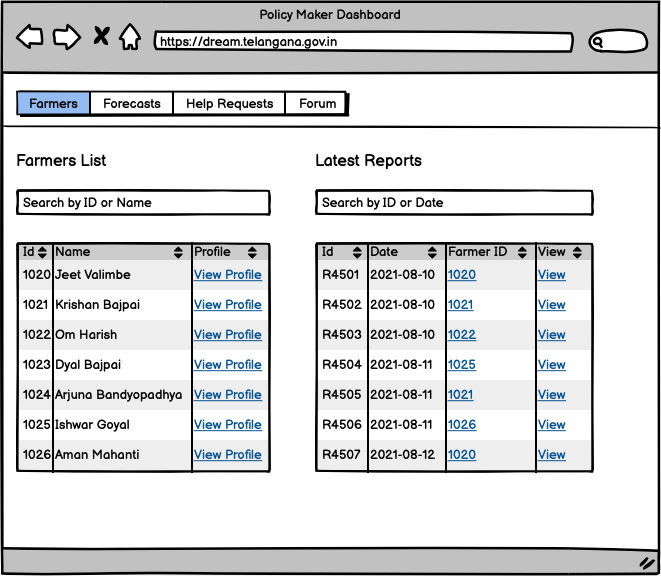 Policy Maker Dashboard
https://dream.telangana.gov.in
Farmers Forecasts Help Requests Forum
Farmers List
Search by ID or Name
Id Name Profile
1020 Jeet Valimbe View Profile
1021 Krishan Bajpai View Profile
1022 Om Harish View Profile
1023 Dyal Bajpai View Profile
1024 Arjuna Bandyopadhya View Profile
1025 Ishwar Goyal View Profile
1026 Aman Mahanti View Profile
Latest Reports
Search by ID or Date
Id Date Farmer ID View
R4501 2021-08-10 1020 View
R4502 2021-08-10 1021 View
R4503 2021-08-10 1022 View
R4504 2021-08-11 1025 View
R4505 2021-08-11 1021 View
R4506 2021-08-11 1026 View
R4507 2021-08-12 1020 View